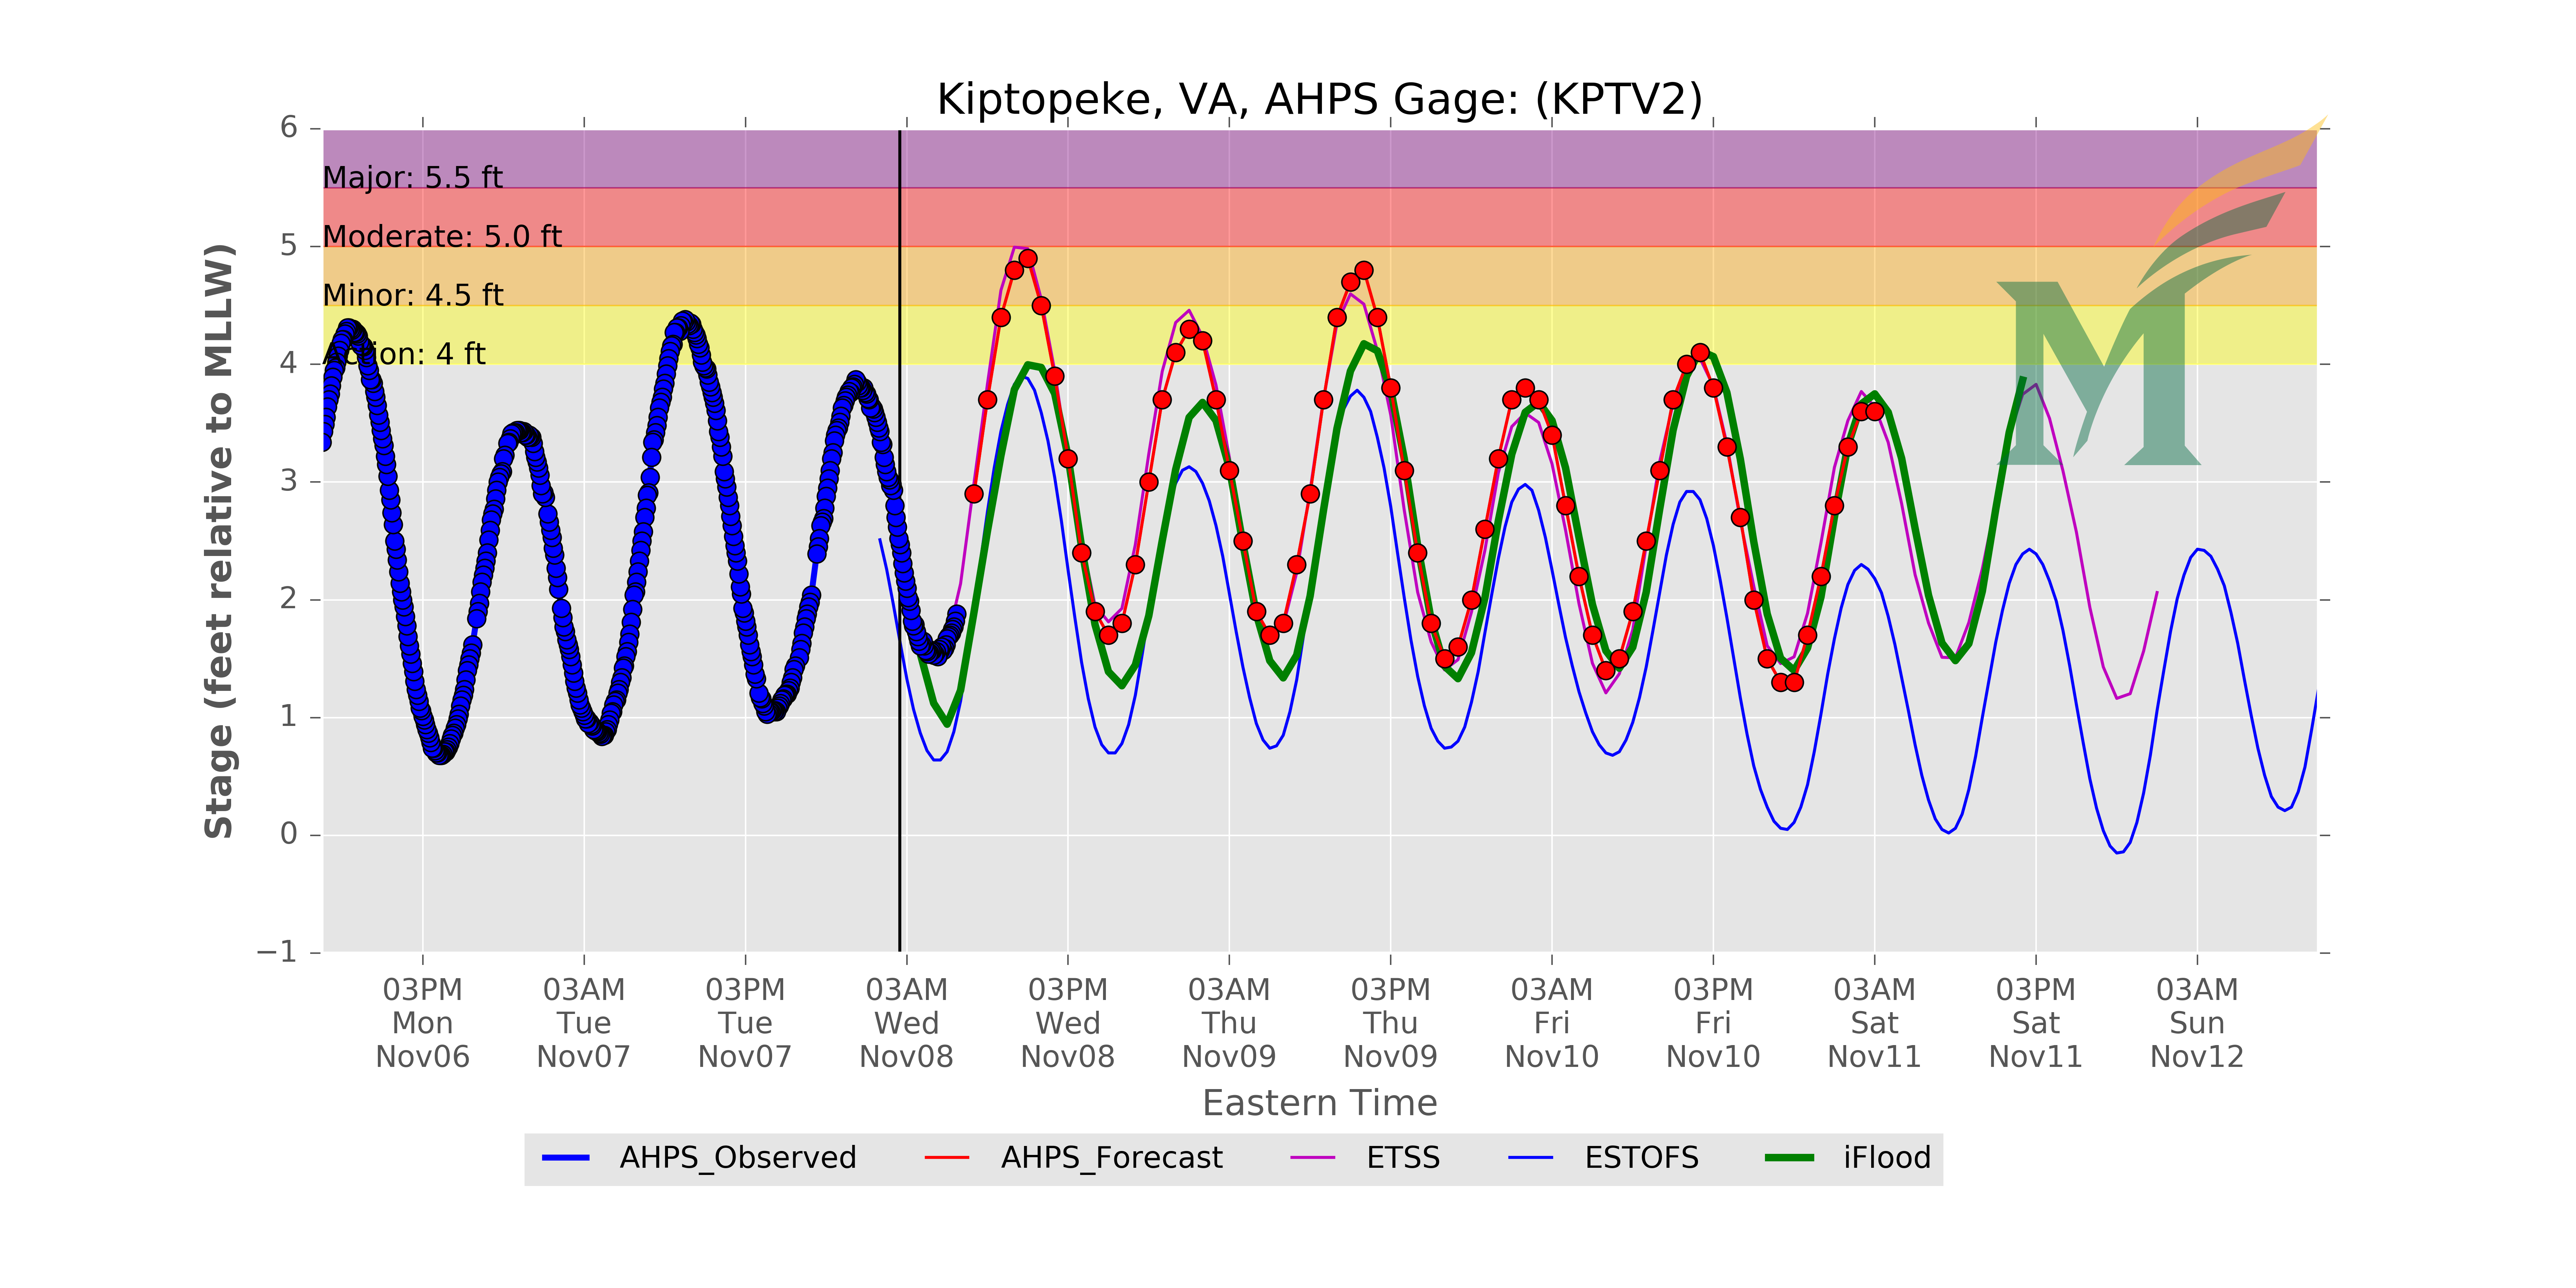 Kiptopeke, VA, AHPS Gage: (KPTV2)
6
5
4
3
2
1
0
−1
Stage (feet relative to MLLW)
Major: 5.5 ft
Moderate: 5.0 ft
Minor: 4.5 ft
Action: 4 ft
M
03PM 03AM 03PM 03AM 03PM 03AM 03PM 03AM 03PM 03AM 03PM 03AM
Mon Tue Tue Wed Wed Thu Thu Fri Fri Sat Sat Sun
Nov06 Nov07 Nov07 Nov08 Nov08 Nov09 Nov09 Nov10 Nov10 Nov11 Nov11 Nov12
Eastern Time
AHPS_Observed AHPS_Forecast ETSS ESTOFS iFlood